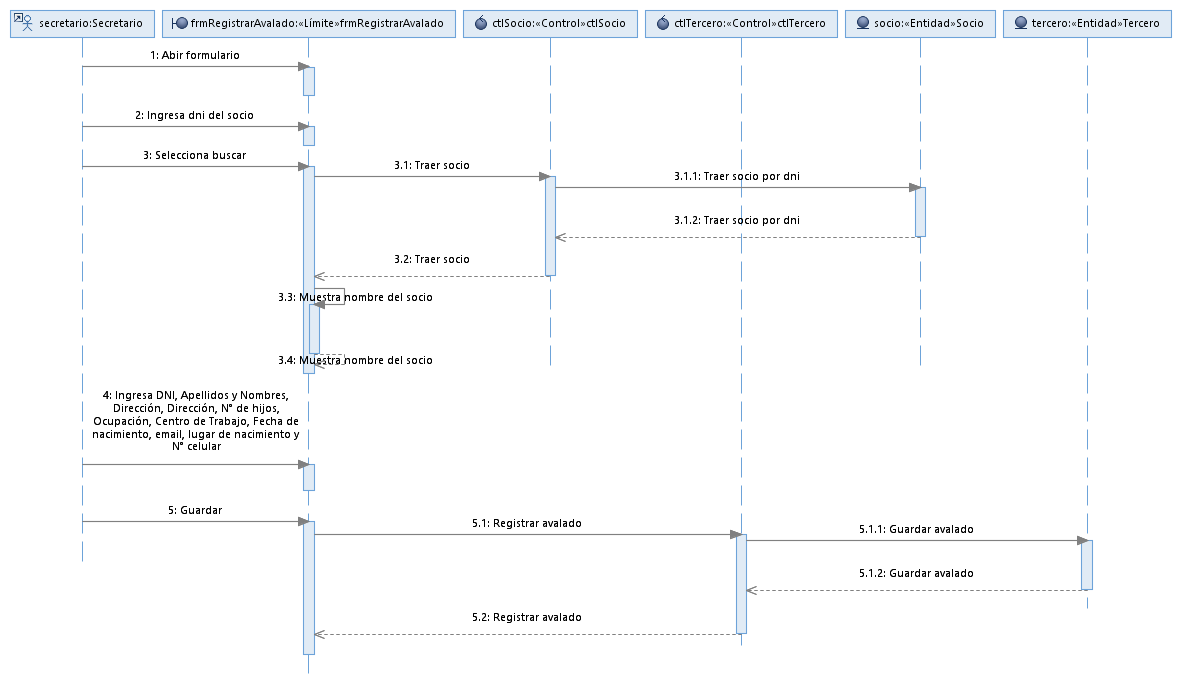 secretario:Secretario
frmRegistrarAvalado:«Límite»frmRegistrarAvalado
ctlSocio:«Control»ctlSocio
ctlTercero:«Control»ctlTercero
socio:«Entidad»Socio
tercero:«Entidad»Tercero
1: Abir formulario
2: Ingresa dni del socio
3: Selecciona buscar
3.1: Traer socio
3.1.1: Traer socio por dni
3.1.2: Traer socio por dni
3.2: Traer socio
3.3: Muestra nombre del socio
3.4: Muestra nombre del socio
4: Ingresa DNI, Apellidos y Nombres,
Dirección, Dirección, N° de hijos,
Ocupación, Centro de Trabajo, Fecha de
nacimiento, email, lugar de nacimiento y
N° celular
5: Guardar
5.1: Registrar avalado
5.1.1: Guardar avalado
5.1.2: Guardar avalado
5.2: Registrar avalado